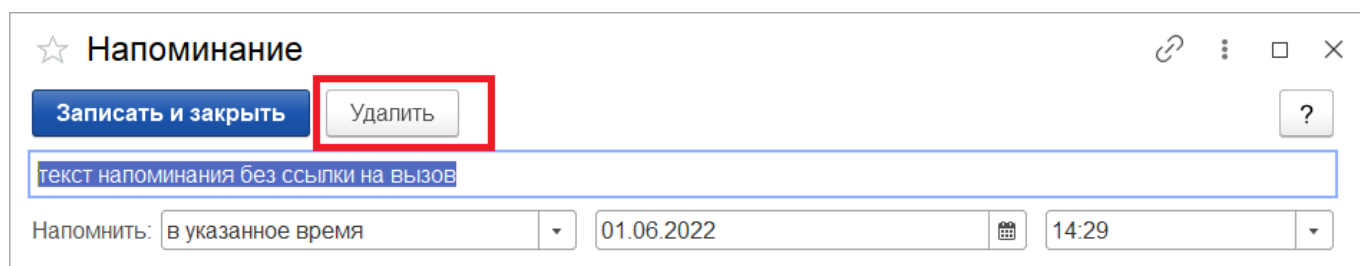 Напоминание
Записать и закрыть Удалить ?
текст напоминания без ссылки на вызов
Напомнить: в указанное время 01.06.2022 14:29